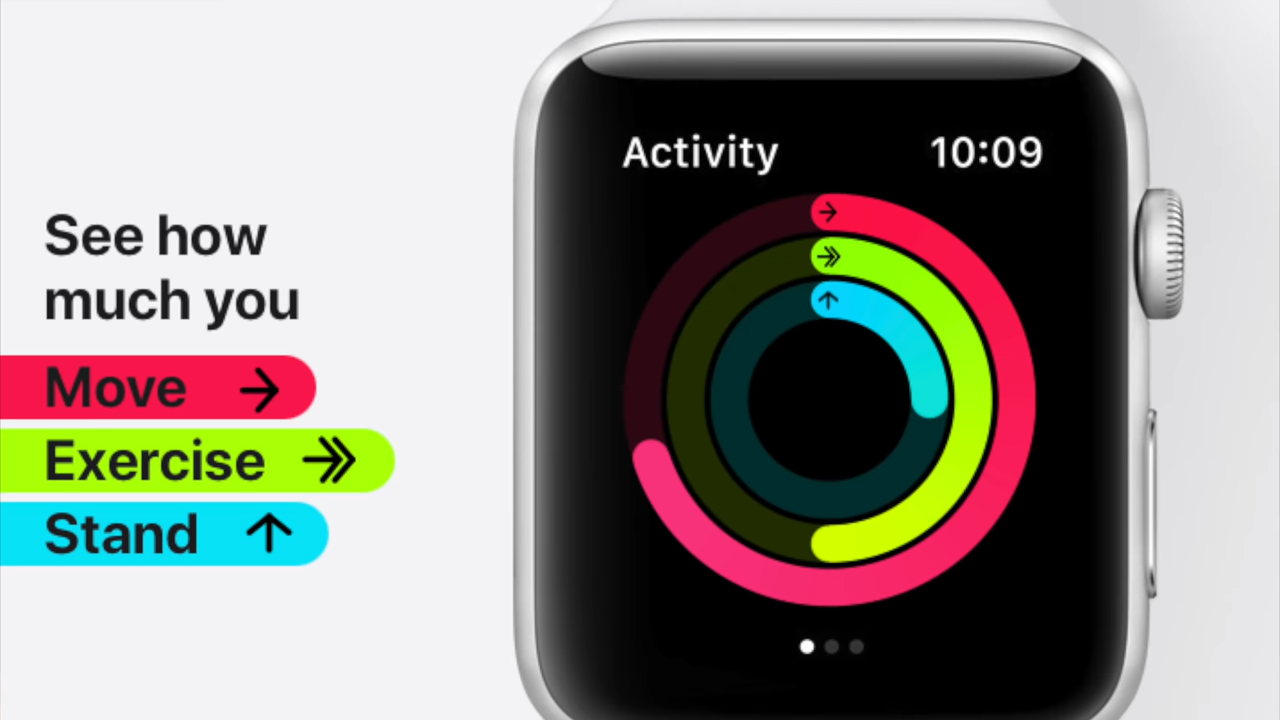 See how
much you
Move
Exercise
Stand
Activity 10:09